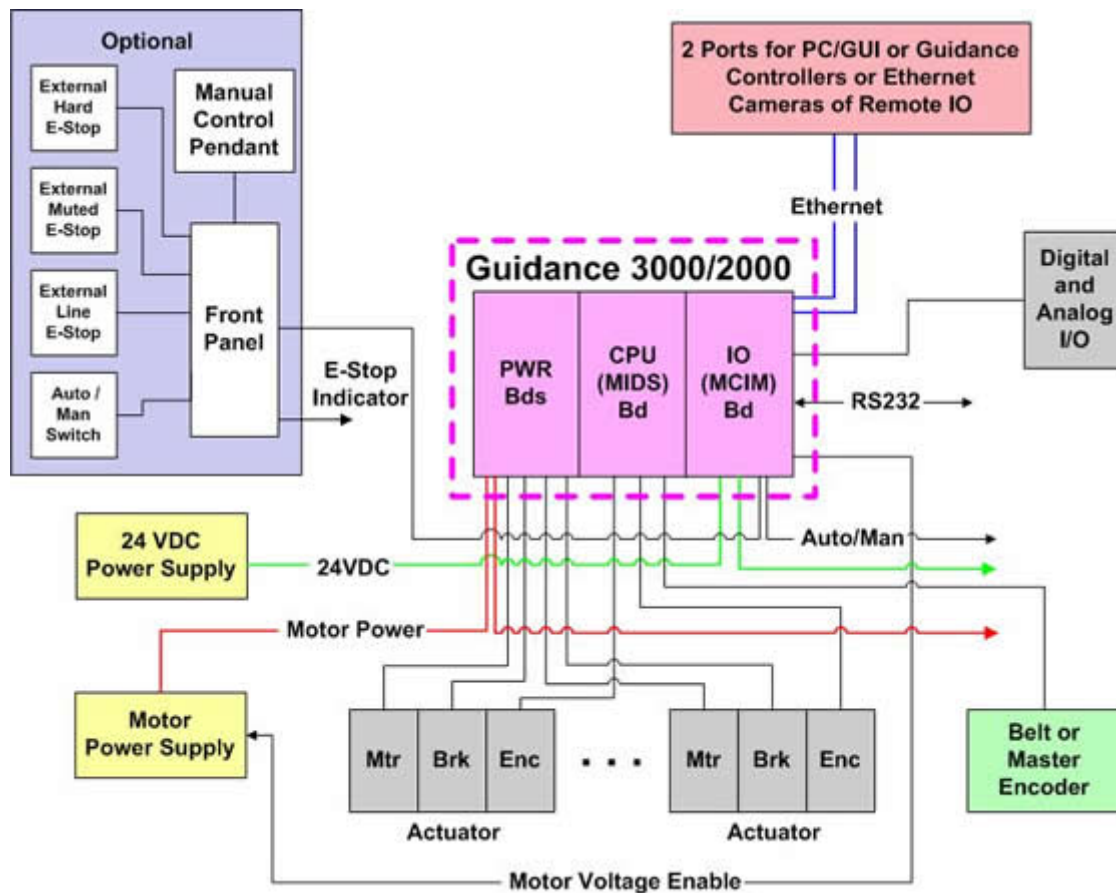 Optional
External
Hard
E-Stop
Manual
Control
Pendant
External
Muted
E-Stop
External
Line
E-Stop
Auto /
Man
Switch
Front
Panel
E-Stop
Indicator
2 Ports for PC/GUI or Guidance
Controllers or Ethernet
Cameras of Remote IO
Ethernet
Guidance 3000/2000
PWR
Bds
CPU
(MIDS)
Bd
IO
(MCIM)
Bd
Digital
and
Analog
I/O
RS232
Auto/Man
24 VDC
Power Supply
24VDC
Motor Power
Motor
Power Supply
Mtr
Brk
Enc
. . .
Mtr
Brk
Enc
Actuator
Actuator
Belt or
Master
Encoder
Motor Voltage Enable